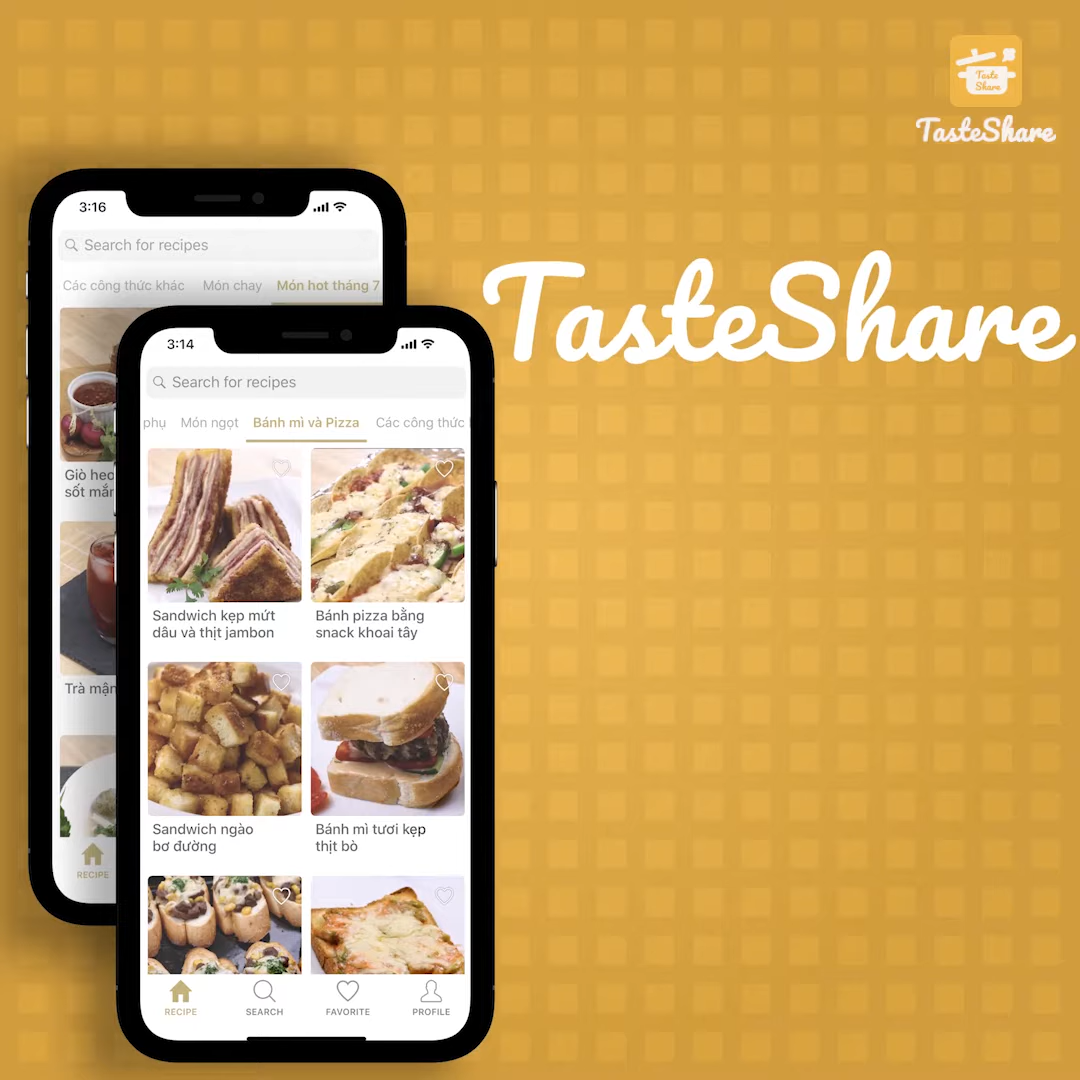 Taste
Share
TasteShare
TasteShare
3:16
Search for recipes
Các công thức khác Món chay Món hot tháng 7
Giò heo
sốt mắm
Trà mận
RECIPE
3:14
Search for recipes
phụ Món ngọt Bánh mì và Pizza Các công thức
Sandwich kẹp mứt
dâu và thịt jambon
Bánh pizza bằng
snack khoai tây
Sandwich ngào
bơ đường
Bánh mì tươi kẹp
thịt bò
RECIPE SEARCH FAVORITE PROFILE